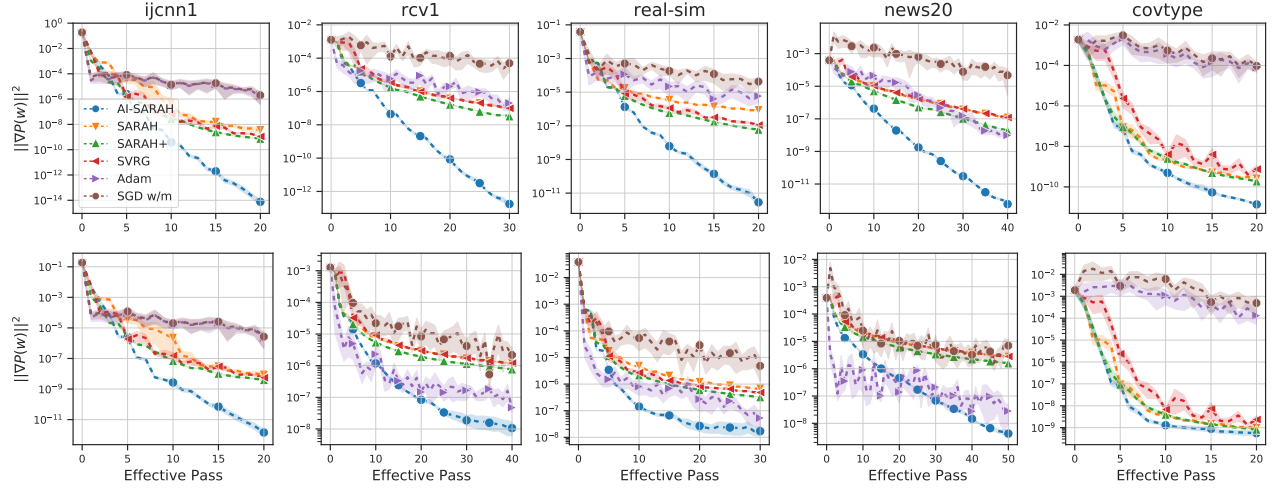 ijcnn1
rcv1
real-sim
news20
covtype
||∇P(w)||²
10⁰
10⁻²
10⁻⁴
10⁻⁶
10⁻⁸
10⁻¹⁰
10⁻¹²
10⁻¹⁴
AI-SARAH
SARAH
SARAH+
SVRG
Adam
SGD w/m
0 5 10 15 20
10⁻²
10⁻⁴
10⁻⁶
10⁻⁸
10⁻¹⁰
10⁻¹²
0 10 20 30
10⁻³
10⁻⁵
10⁻⁷
10⁻⁹
10⁻¹¹
0 5 10 15 20
10⁻³
10⁻⁵
10⁻⁷
10⁻⁹
10⁻¹¹
0 10 20 30 40
10⁻²
10⁻⁴
10⁻⁶
10⁻⁸
10⁻¹⁰
0 5 10 15 20
||∇P(w)||²
10⁻¹
10⁻³
10⁻⁵
10⁻⁷
10⁻⁹
10⁻¹¹
0 5 10 15 20
Effective Pass
10⁻³
10⁻⁴
10⁻⁵
10⁻⁶
10⁻⁷
10⁻⁸
0 10 20 30 40
Effective Pass
10⁻²
10⁻³
10⁻⁴
10⁻⁵
10⁻⁶
10⁻⁷
10⁻⁸
0 10 20 30
Effective Pass
10⁻²
10⁻³
10⁻⁴
10⁻⁵
10⁻⁶
10⁻⁷
10⁻⁸
0 10 20 30 40 50
Effective Pass
10⁻²
10⁻³
10⁻⁴
10⁻⁵
10⁻⁶
10⁻⁷
10⁻⁸
10⁻⁹
0 5 10 15 20
Effective Pass